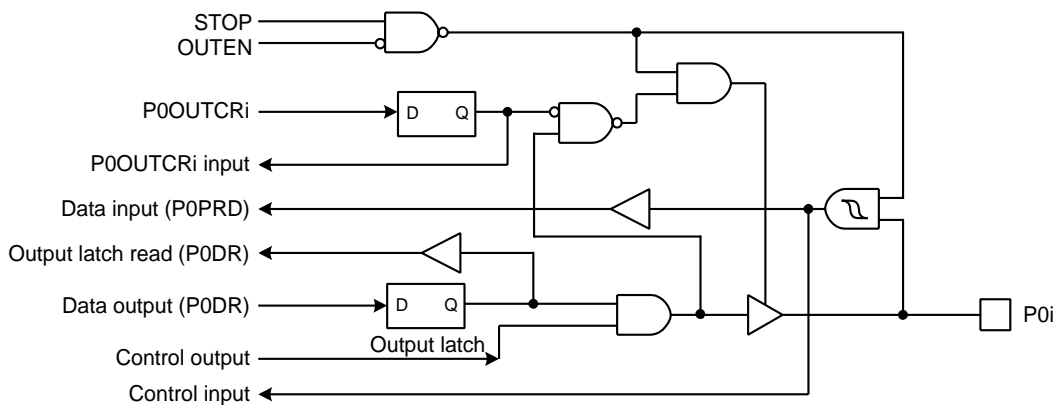 STOP
OUTEN
P0OUTCRi
D Q
P0OUTCRi input
Data input (P0PRD)
Output latch read (P0DR)
Data output (P0DR)
D Q
P0i
Output latch
Control output
Control input